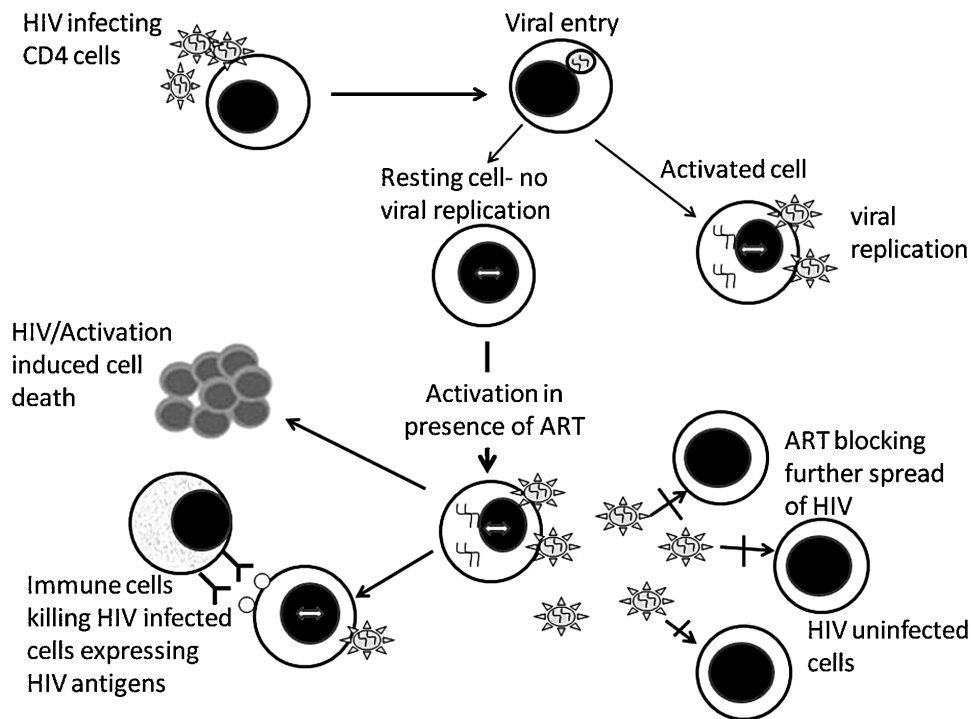 HIV infecting
CD4 cells
Viral entry
Resting cell- no
viral replication
Activated cell
viral
replication
HIV/Activation
induced cell
death
Activation in
presence of ART
ART blocking
further spread
of HIV
Immune cells
killing HIV infected
cells expressing
HIV antigens
HIV uninfected
cells